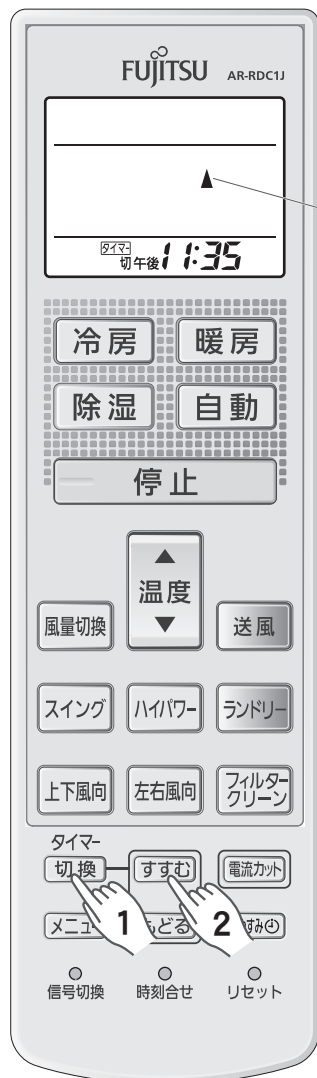 FUJITSU AR-RDC1J
タイマー
切 午後 11:35
冷房 暖房
除湿 自動
停止
▲
温度
▼
風量切換 送風
スイング ハイパワー ランドリー
上下風向 左右風向 フィルター
クリーン
タイマー
切換 すすむ 電流カット
1 2
メニュー もどる
信号切換 時刻合せ リセット